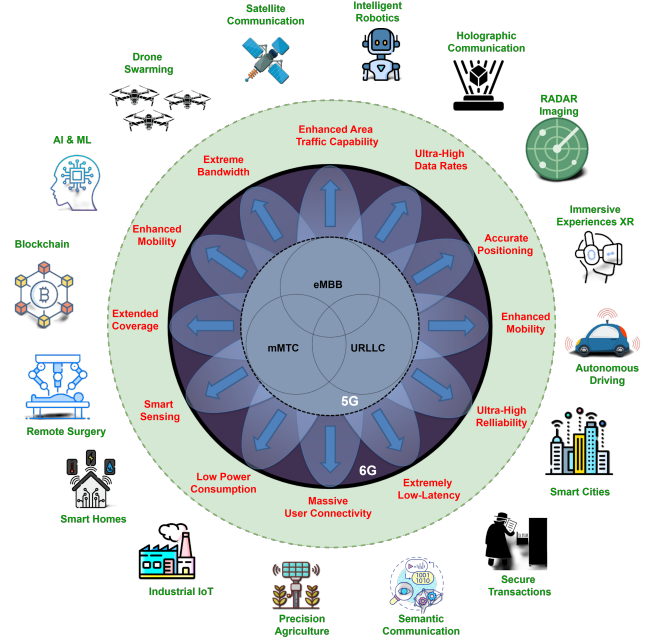 Satellite
Communication
Intelligent
Robotics
Holographic
Communication
Drone
Swarming
RADAR
Imaging
AI & ML
Immersive
Experiences XR
Blockchain
Autonomous
Driving
Remote Surgery
Smart Cities
Smart Homes
Secure
Transactions
Industrial IoT
Precision
Agriculture
Semantic
Communication
1001
1010
Enhanced Area
Traffic Capability
Extreme
Bandwidth
Ultra-High
Data Rates
Enhanced
Mobility
Accurate
Positioning
Extended
Coverage
Enhanced
Mobility
Smart
Sensing
Ultra-High
Relliability
Low Power
Consumption
Extremely
Low-Latency
Massive
User Connectivity
eMBB
mMTC
URLLC
5G
6G